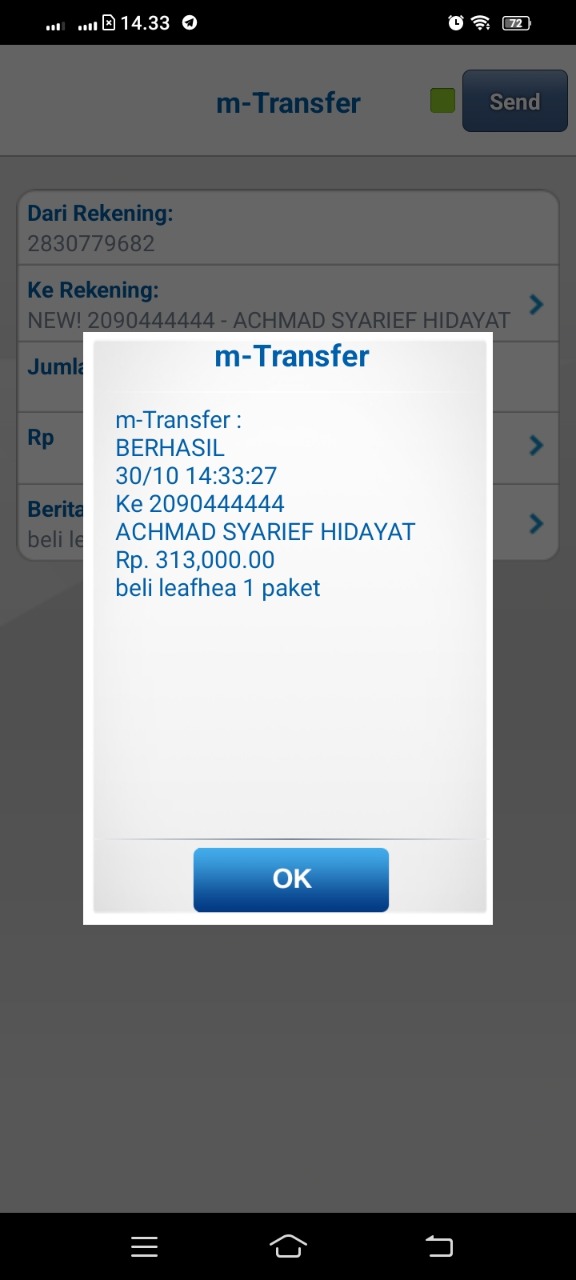 14.33
72
m-Transfer
Send
Dari Rekening:
2830779682
Ke Rekening:
NEW! 2090444444 - ACHMAD SYARIEF HIDAYAT
Jumla
Rp
Berita
beli le
m-Transfer
m-Transfer :
BERHASIL
30/10 14:33:27
Ke 2090444444
ACHMAD SYARIEF HIDAYAT
Rp. 313,000.00
beli leafhea 1 paket
OK